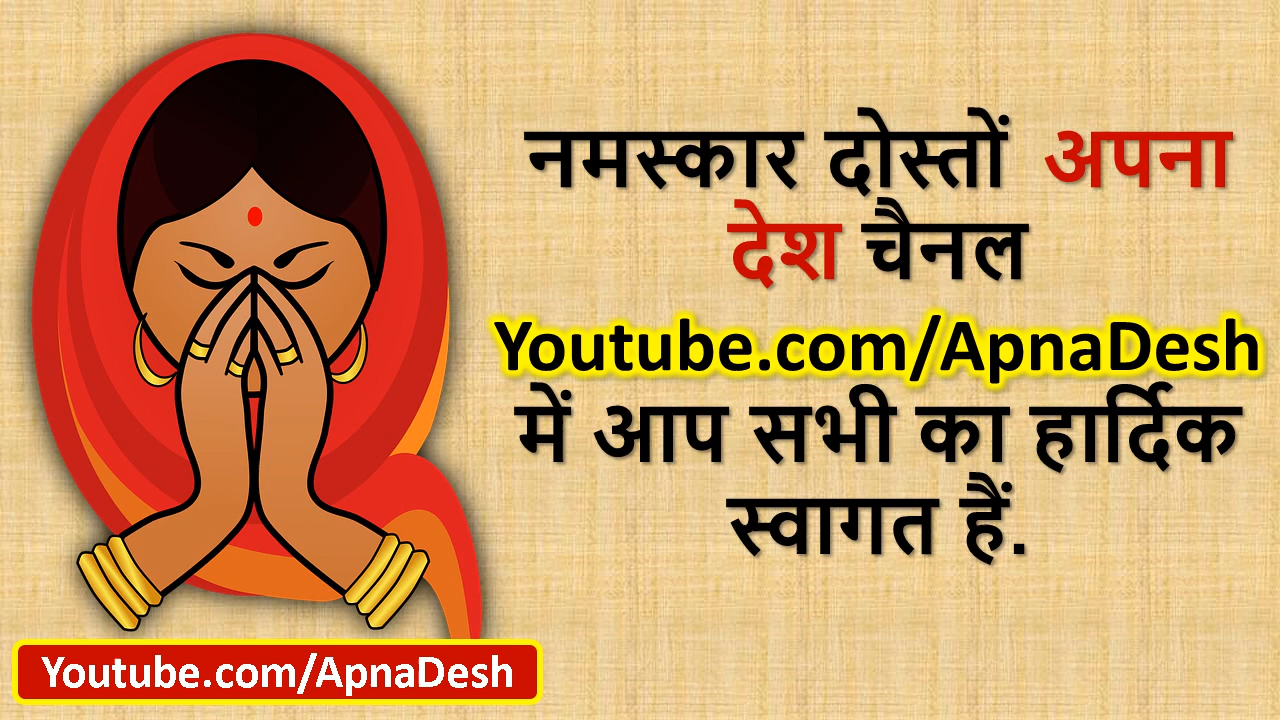 नमस्कार दोस्तों अपना
देश चैनल
Youtube.com/ApnaDesh
में आप सभी का हार्दिक
स्वागत हैं.
Youtube.com/ApnaDesh